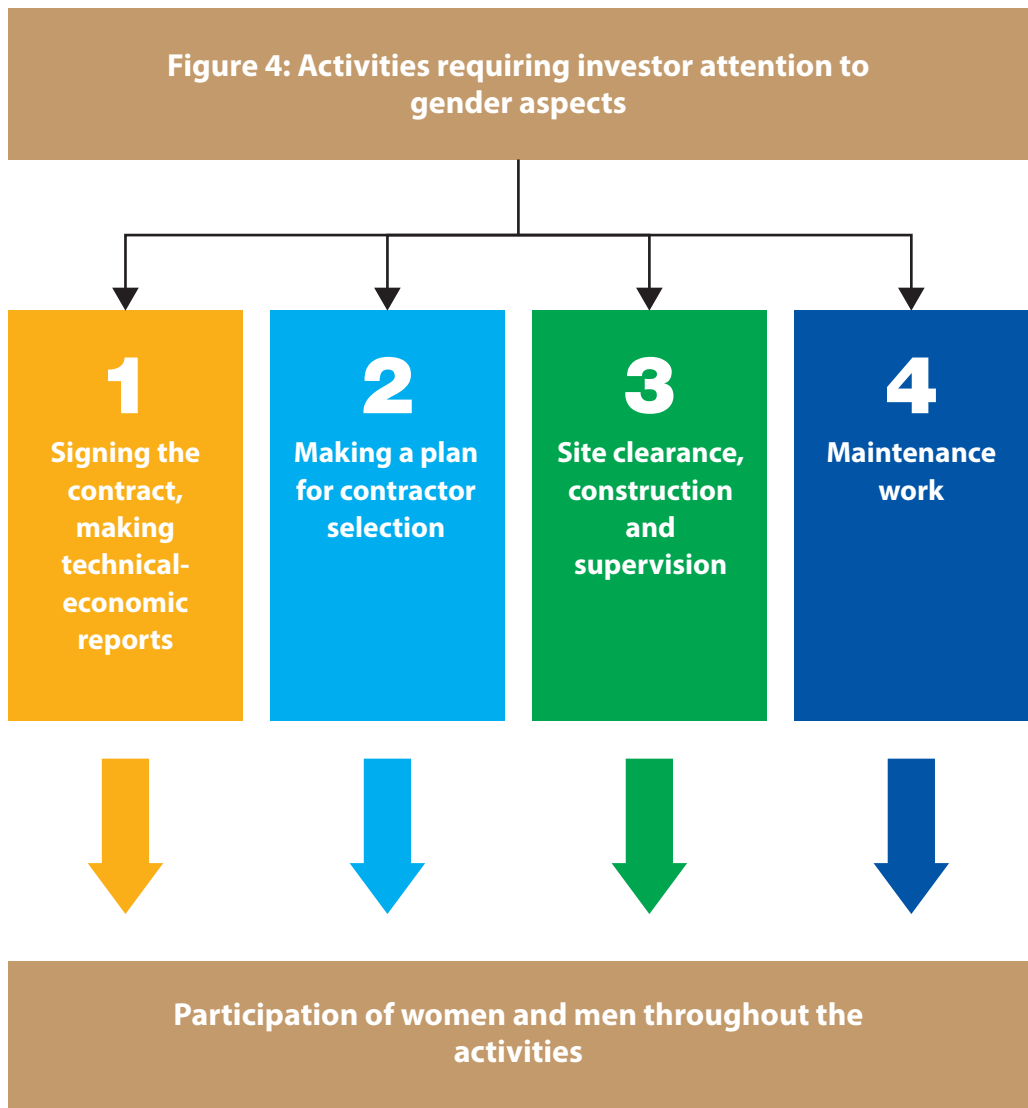 Figure 4: Activities requiring investor attention to
gender aspects
1
Signing the
contract,
making
technical-
economic
reports
2
Making a plan
for contractor
selection
3
Site clearance,
construction
and
supervision
4
Maintenance
work
Participation of women and men throughout the
activities